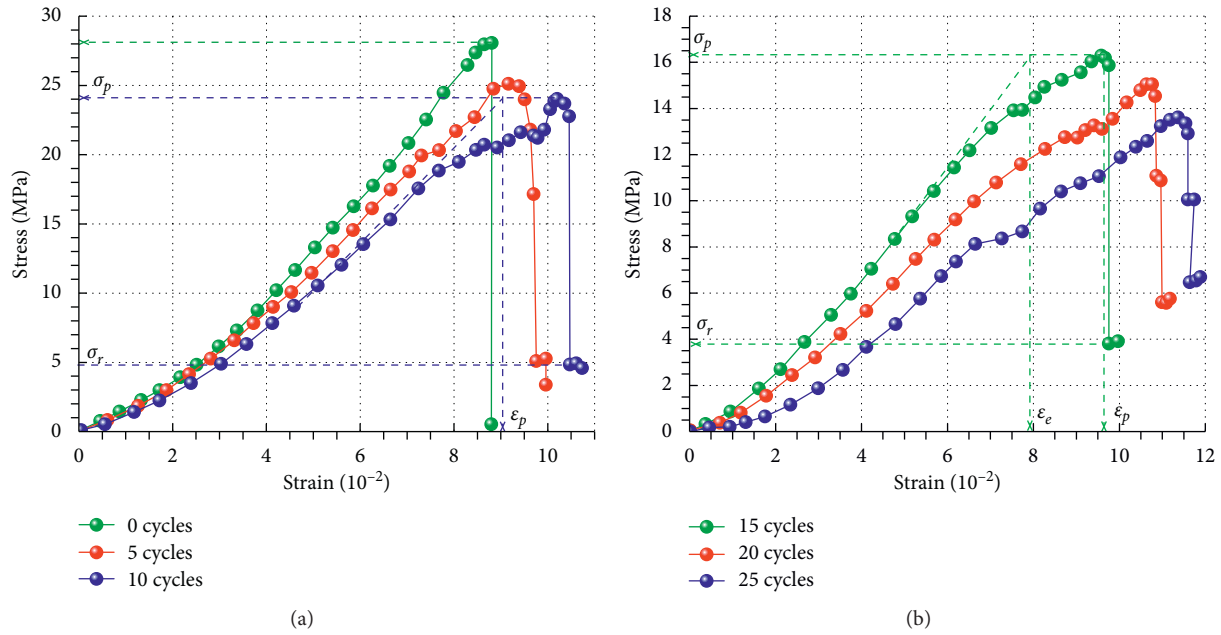 30
25
20
15
10
5
0
Stress (MPa)
σp
σr
εp
0
2
4
6
8
10
Strain (10⁻²)
0 cycles
5 cycles
10 cycles
(a)
18
16
14
12
10
8
6
4
2
0
Stress (MPa)
σp
σr
εe
εp
0
2
4
6
8
10
12
Strain (10⁻²)
15 cycles
20 cycles
25 cycles
(b)